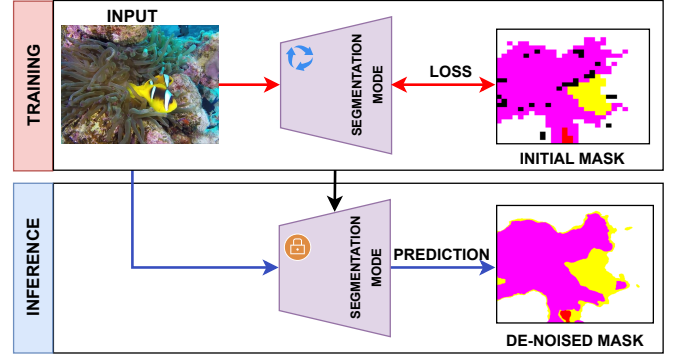 INPUT
TRAINING
SEGMENTATION
MODE
LOSS
INITIAL MASK
INFERENCE
SEGMENTATION
MODE
PREDICTION
DE-NOISED MASK